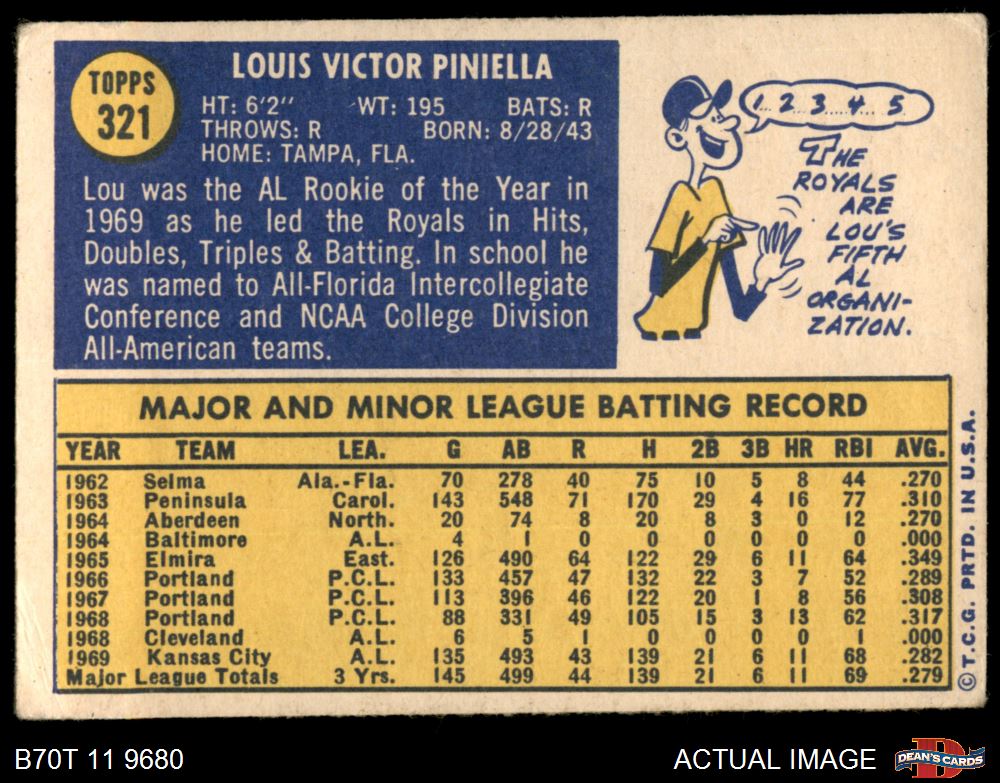 TOPPS
321
LOUIS VICTOR PINIELLA
HT: 6'2" WT: 195 BATS: R
THROWS: R BORN: 8/28/43
HOME: TAMPA, FLA.
Lou was the AL Rookie of the Year in
1969 as he led the Royals in Hits,
Doubles, Triples & Batting. In school he
was named to All-Florida Intercollegiate
Conference and NCAA College Division
All-American teams.
1... 2 3....4. 5
THE
ROYALS
ARE
LOU'S
FIFTH
AL
ORGANI-
ZATION.
MAJOR AND MINOR LEAGUE BATTING RECORD
YEAR TEAM LEA. G AB R H 2B 3B HR RBI AVG.
1962 Selma Ala.-Fla. 70 278 40 75 10 5 8 44 .270
1963 Peninsula Carol. 143 548 71 170 29 4 16 77 .310
1964 Aberdeen North. 20 74 8 20 8 3 0 12 .270
1964 Baltimore A.L. 4 1 0 0 0 0 0 0 .000
1965 Elmira East. 126 490 64 122 29 6 11 64 .349
1966 Portland P.C.L. 133 457 47 132 22 3 7 52 .289
1967 Portland P.C.L. 113 396 46 122 20 1 8 56 .308
1968 Portland P.C.L. 88 331 49 105 15 3 13 62 .317
1968 Cleveland A.L. 6 5 1 0 0 0 0 1 .000
1969 Kansas City A.L. 135 493 43 139 21 6 11 68 .282
Major League Totals 3 Yrs. 145 499 44 139 21 6 11 69 .279
© T.C.G. PRTD. IN U.S.A.
B70T 11 9680
ACTUAL IMAGE
D
DEAN'S CARDS